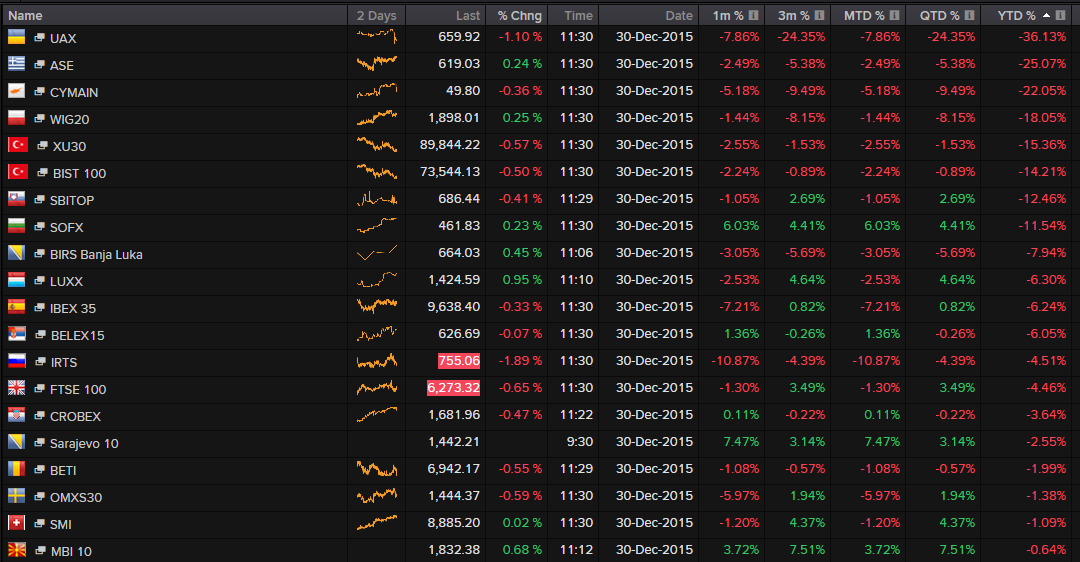 Name 2 Days Last % Chng Time Date 1m % 3m % MTD % QTD % YTD %
UAX 659.92 -1.10 % 11:30 30-Dec-2015 -7.86% -24.35% -7.86% -24.35% -36.13%
ASE 619.03 0.24 % 11:30 30-Dec-2015 -2.49% -5.38% -2.49% -5.38% -25.07%
CYMAIN 49.80 -0.36 % 11:30 30-Dec-2015 -5.18% -9.49% -5.18% -9.49% -22.05%
WIG20 1,898.01 0.25 % 11:30 30-Dec-2015 -1.44% -8.15% -1.44% -8.15% -18.05%
XU30 89,844.22 -0.57 % 11:30 30-Dec-2015 -2.55% -1.53% -2.55% -1.53% -15.36%
BIST 100 73,544.13 -0.50 % 11:30 30-Dec-2015 -2.24% -0.89% -2.24% -0.89% -14.21%
SBITOP 686.44 -0.41 % 11:29 30-Dec-2015 -1.05% 2.69% -1.05% 2.69% -12.46%
SOFX 461.83 0.23 % 11:30 30-Dec-2015 6.03% 4.41% 6.03% 4.41% -11.54%
BIRS Banja Luka 664.03 0.45 % 11:06 30-Dec-2015 -3.05% -5.69% -3.05% -5.69% -7.94%
LUXX 1,424.59 0.95 % 11:10 30-Dec-2015 -2.53% 4.64% -2.53% 4.64% -6.30%
IBEX 35 9,638.40 -0.33 % 11:30 30-Dec-2015 -7.21% 0.82% -7.21% 0.82% -6.24%
BELEX15 626.69 -0.07 % 11:30 30-Dec-2015 1.36% -0.26% 1.36% -0.26% -6.05%
IRTS 755.06 -1.89 % 11:30 30-Dec-2015 -10.87% -4.39% -10.87% -4.39% -4.51%
FTSE 100 6,273.32 -0.65 % 11:30 30-Dec-2015 -1.30% 3.49% -1.30% 3.49% -4.46%
CROBEX 1,681.96 -0.47 % 11:22 30-Dec-2015 0.11% -0.22% 0.11% -0.22% -3.64%
Sarajevo 10 1,442.21 9:30 30-Dec-2015 7.47% 3.14% 7.47% 3.14% -2.55%
BETI 6,942.17 -0.55 % 11:29 30-Dec-2015 -1.08% -0.57% -1.08% -0.57% -1.99%
OMXS30 1,444.37 -0.59 % 11:30 30-Dec-2015 -5.97% 1.94% -5.97% 1.94% -1.38%
SMI 8,885.20 0.02 % 11:30 30-Dec-2015 -1.20% 4.37% -1.20% 4.37% -1.09%
MBI 10 1,832.38 0.68 % 11:12 30-Dec-2015 3.72% 7.51% 3.72% 7.51% -0.64%